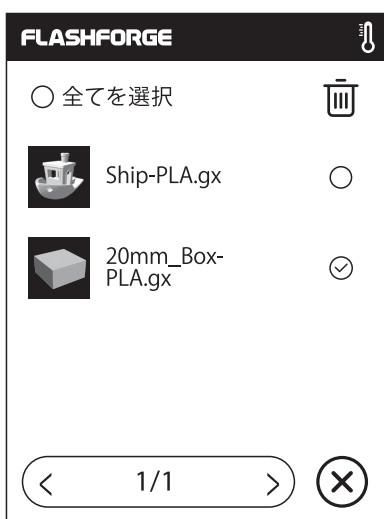 FLASHFORGE
全てを選択
Ship-PLA.gx
20mm_Box-
PLA.gx
1/1